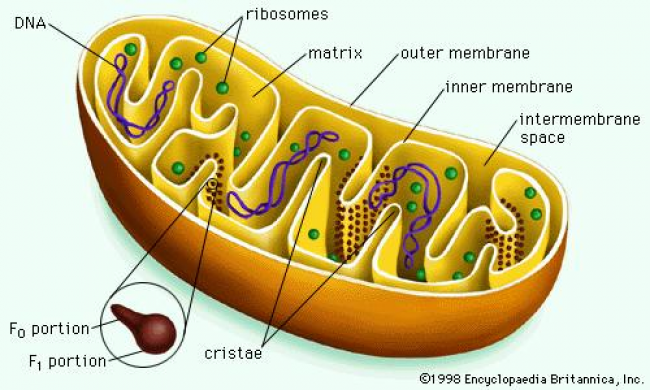 DNA
ribosomes
matrix
outer membrane
inner membrane
intermembrane
space
F₀ portion
F₁ portion
cristae
©1998 Encyclopaedia Britannica, Inc.